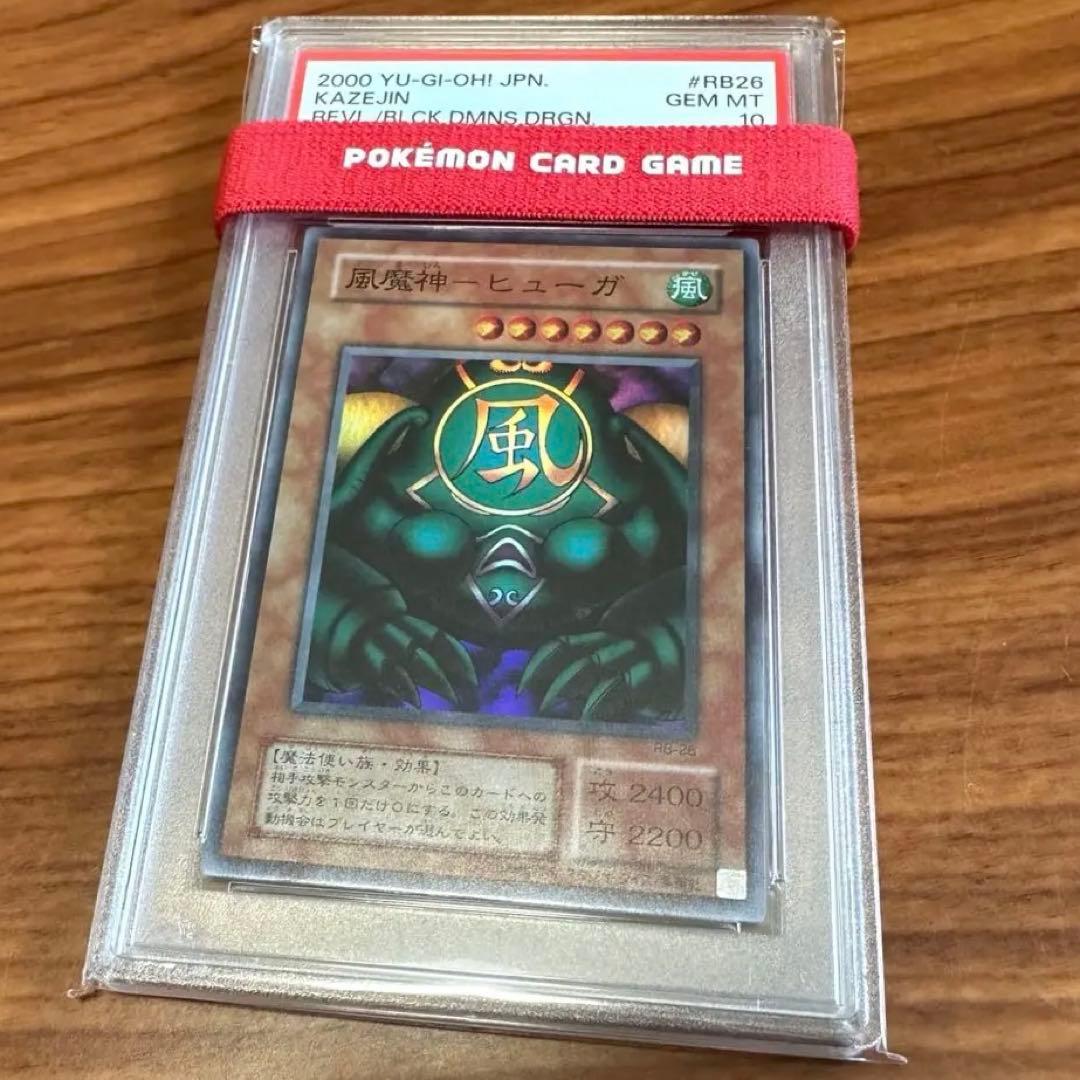 2000 YU-GI-OH! JPN. #RB26
KAZEJIN GEM MT
REVL./BLCK.DMNS.DRGN. 10
POKÉMON CARD GAME
風魔神－ヒューガ
風
風
RB-26
【魔法使い族・効果】
相手攻撃モンスターからこのカードへの
攻撃力を１回だけ０にする。この効果発
動機会はプレイヤーが選んでよい。
攻 2400
守 2200